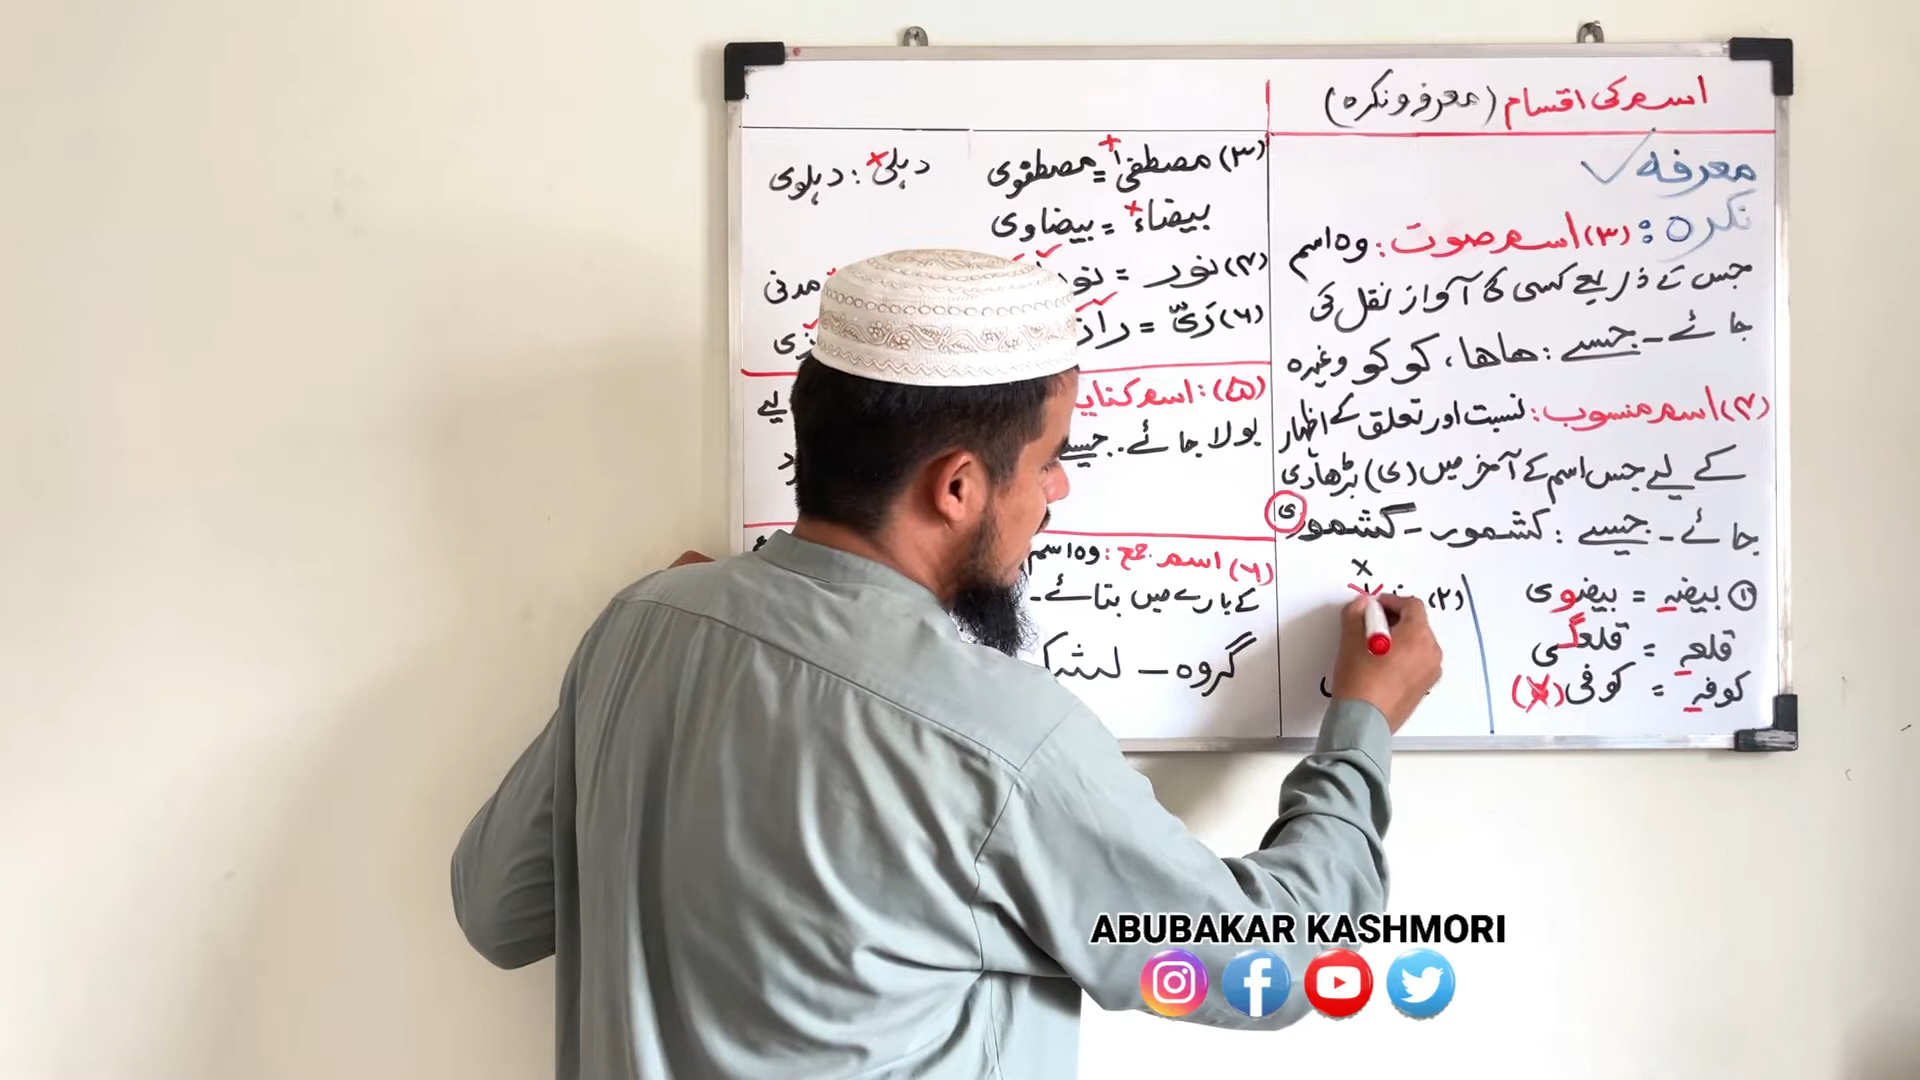 اسم کی اقسام (معرفہ و نکرہ)
معرفہ ✓
نکرہ: (۳) اسم صوت: وہ اسم
جس کے ذریعے کسی کی آواز نقل کی
جائے۔ جیسے: ھاھا، کوکو وغیرہ
(۴) اسم منسوب: نسبت اور تعلق کے اظہار
کے لیے جس اسم کے آخر میں (ی) بڑھا دی
جائے۔ جیسے: کشمور - کشموری
① بیضہ = بیضوی
قلعہ = قلعگی
کوفہ = کوفی (x)
(۲)
(۳) مصطفیٰ = مصطفوی
بیضاء = بیضاوی
دہلی: دہلوی
(۴) نور =
مدنی
(۶) رَیّ =
(۵): اسم کنایہ
لیے
بولا جائے. جیسے
(۶) اسم جمع: وہ اسم
کے بارے میں بتائے۔
گروہ -
ABUBAKAR KASHMORI